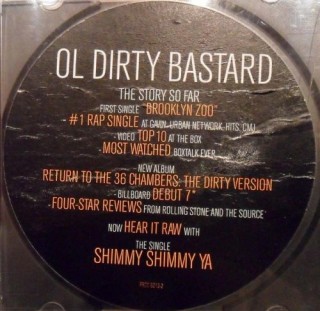 OL DIRTY BASTARD
THE STORY SO FAR
-FIRST SINGLE "BROOKLYN ZOO"-
#1 RAP SINGLE AT GAVIN, URBAN NETWORK, HITS, CMJ
-VIDEO TOP 10 AT THE BOX
-MOST WATCHED BOXTALK EVER-
-NEW ALBUM-
RETURN TO THE 36 CHAMBERS: THE DIRTY VERSION
-BILLBOARD DEBUT 7*-
-FOUR-STAR REVIEWS FROM ROLLING STONE AND THE SOURCE*
NOW HEAR IT RAW WITH
THE SINGLE
SHIMMY SHIMMY YA